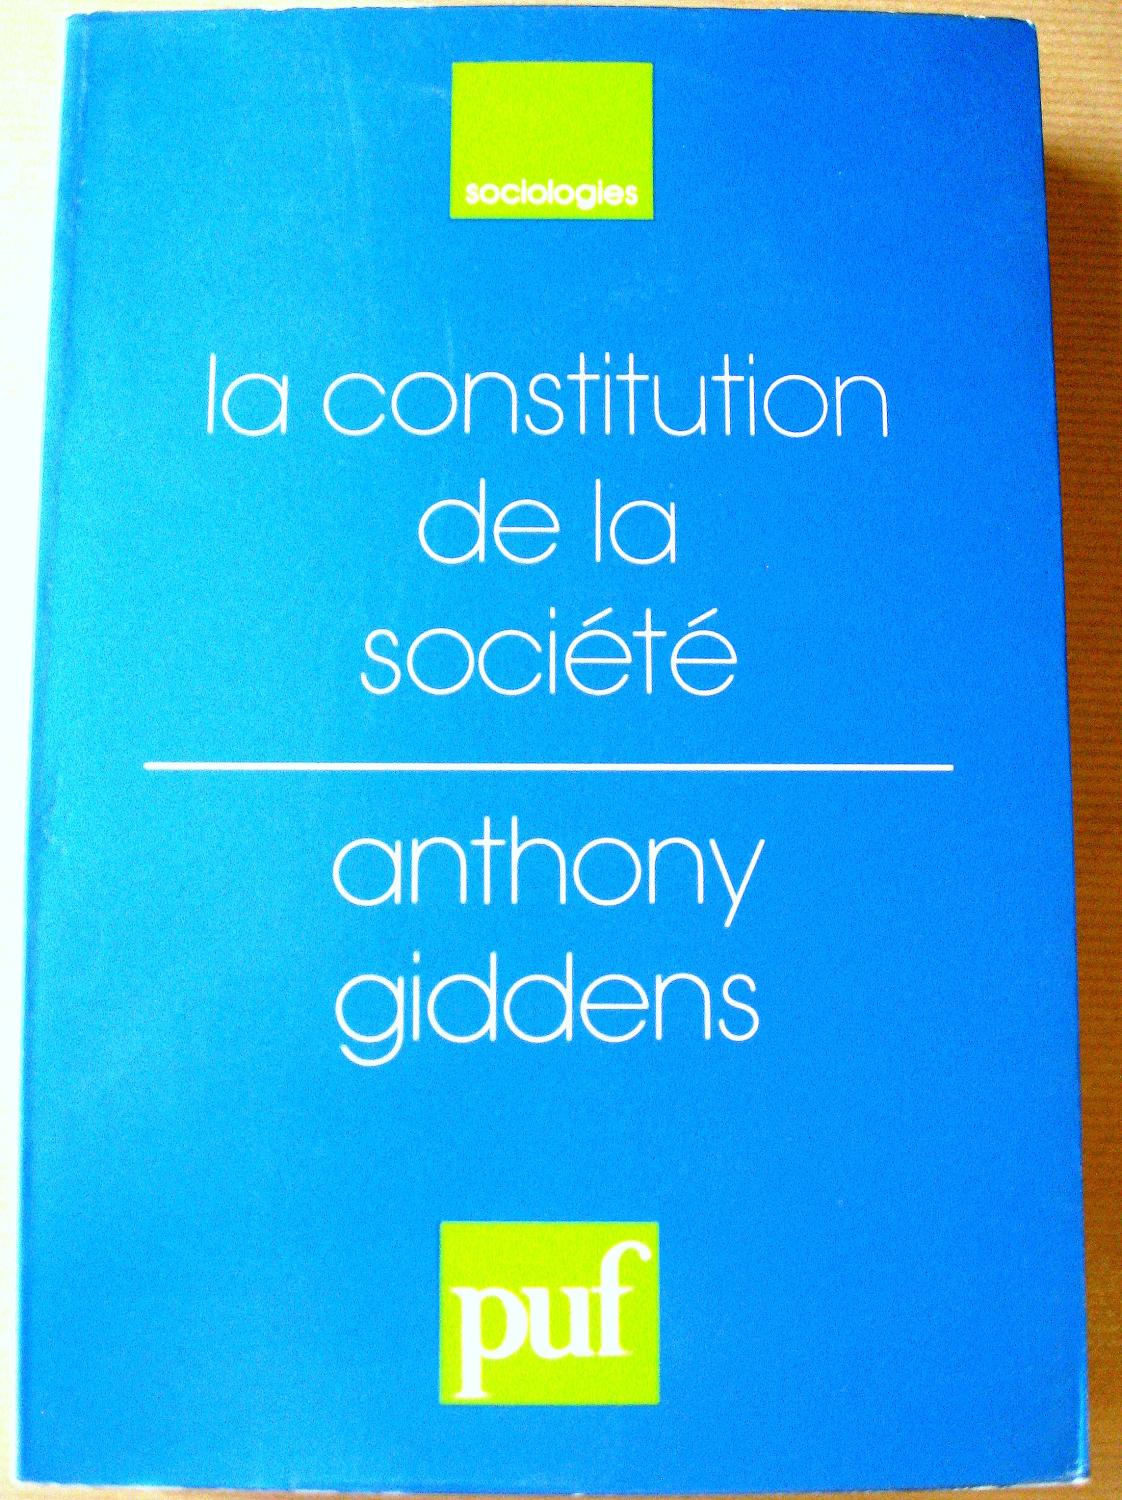 sociologies
la constitution
de la
société
anthony
giddens
puf